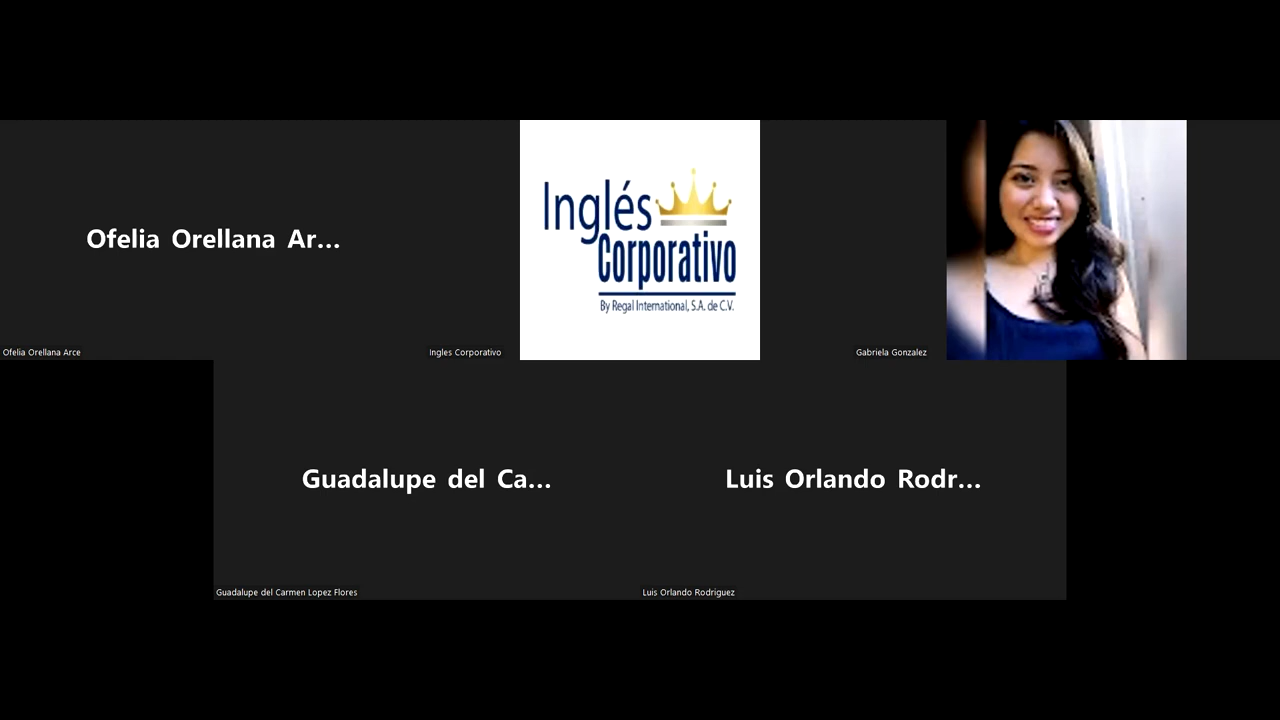 Ofelia Orellana Ar...
Ofelia Orellana Arce
Inglés
Corporativo
By Regal International, S.A. de C.V.
Ingles Corporativo
Gabriela Gonzalez
Guadalupe del Ca...
Guadalupe del Carmen Lopez Flores
Luis Orlando Rodr...
Luis Orlando Rodriguez